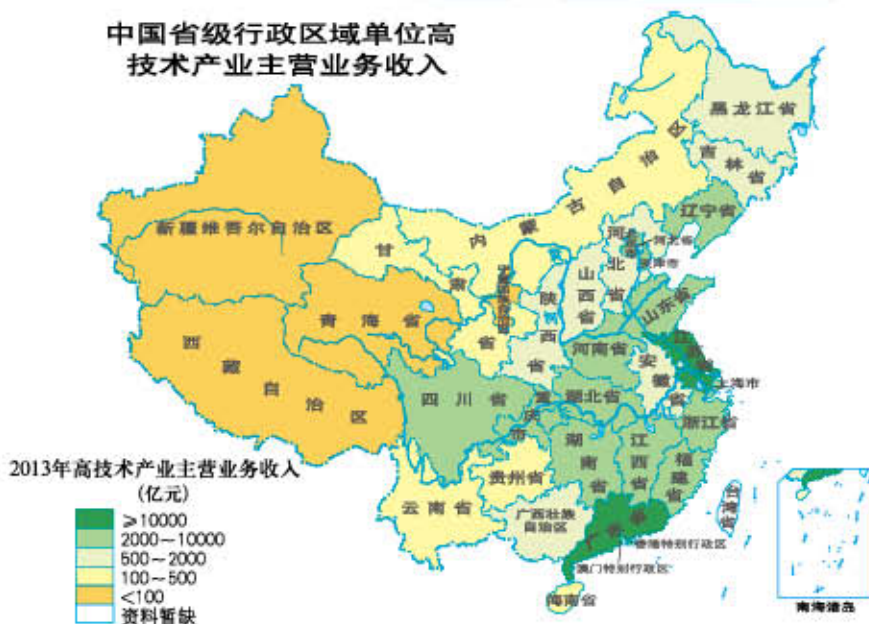 中国省级行政区域单位高
技术产业主营业务收入
黑龙江省
吉林省
辽宁省
内蒙古自治区
新疆维吾尔自治区
甘肃省
河北省
河北省
天津市
山西省
陕西省
山东省
青海省
西藏自治区
河南省
江苏省
安徽省
上海市
四川省
重庆市
湖北省
浙江省
湖南省
江西省
福建省
贵州省
云南省
广西壮族
自治区
广东省
香港特别行政区
澳门特别行政区
海南省
南海诸岛
2013年高技术产业主营业务收入
(亿元)
≥10000
2000~10000
500~2000
100~500
<100
资料暂缺